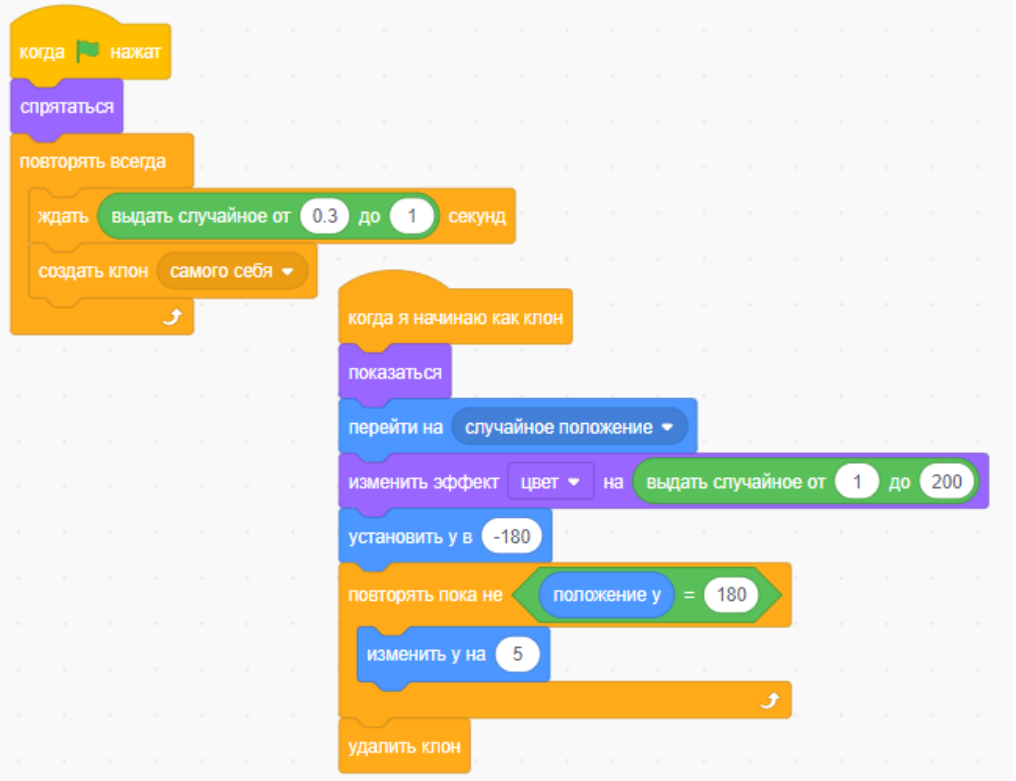 когда нажат
спрятаться
повторять всегда
ждать выдать случайное от 0.3 до 1 секунд
создать клон самого себя
когда я начинаю как клон
показаться
перейти на случайное положение
изменить эффект цвет на выдать случайное от 1 до 200
установить y в -180
повторять пока не положение y = 180
изменить y на 5
удалить клон